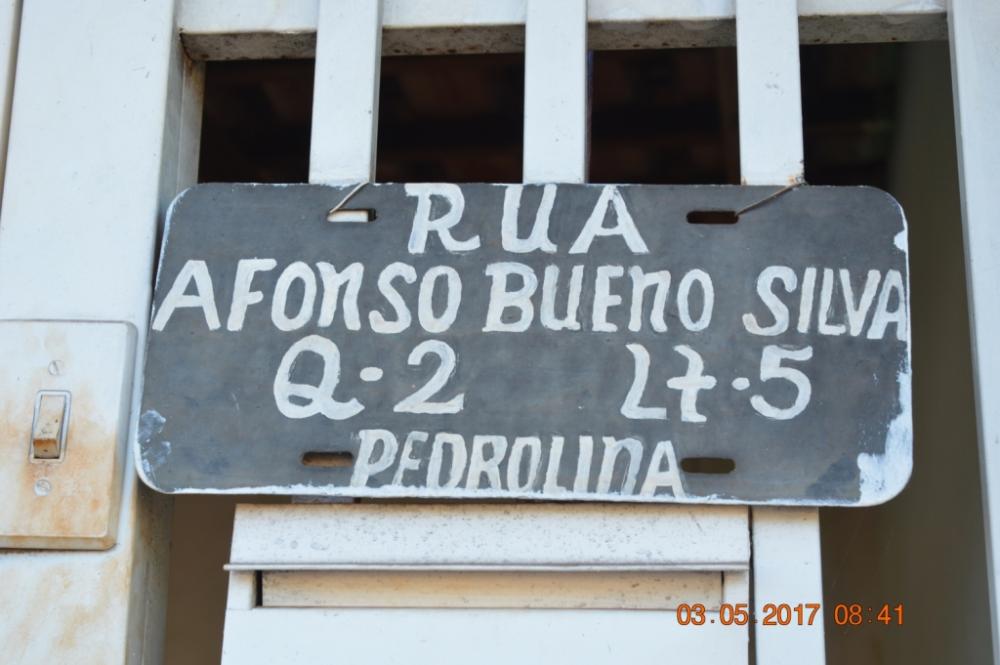 RUA
AFONSO BUENO SILVA
Q-2 Lt-5
PEDROLINA
03.05.2017 08:41